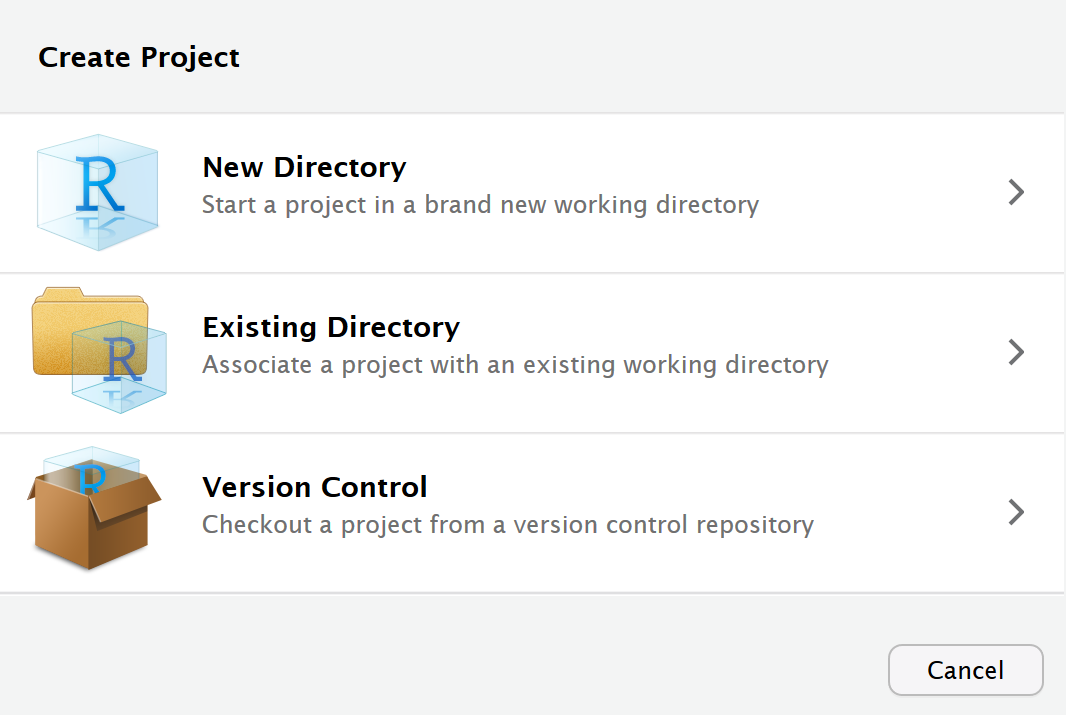 Create Project
R
New Directory
Start a project in a brand new working directory
R
Existing Directory
Associate a project with an existing working directory
R
Version Control
Checkout a project from a version control repository
Cancel